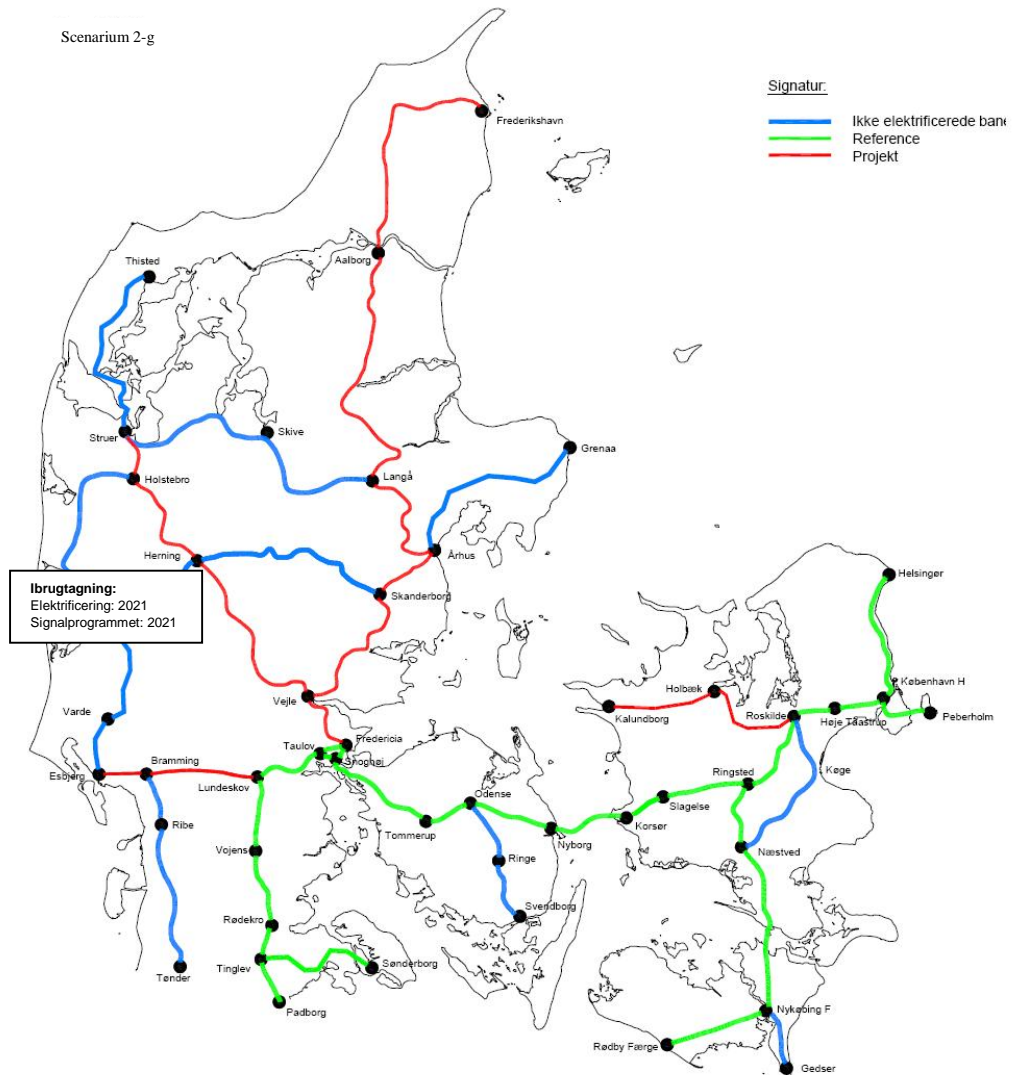 Scenarium 2-g
Signatur:
Ikke elektrificerede bane
Reference
Projekt
Frederikshavn
Aalborg
Thisted
Struer
Skive
Grenaa
Holstebro
Langå
Århus
Herning
Skanderborg
Helsingør
Ibrugtagning:
Elektrificering: 2021
Signalprogrammet: 2021
København H
Holbæk
Vejle
Kalundborg
Roskilde
Høje Tåastrup
Peberholm
Varde
Fredericia
Taulov
Snoghøj
Køge
Bramming
Esbjerg
Lundeskov
Ringsted
Odense
Slagelse
Korsør
Ribe
Tommerup
Nyborg
Næstved
Vojens
Ringe
Svendborg
Rødekro
Tinglev
Sønderborg
Tønder
Padborg
Nykøbing F
Rødby Færge
Gedser